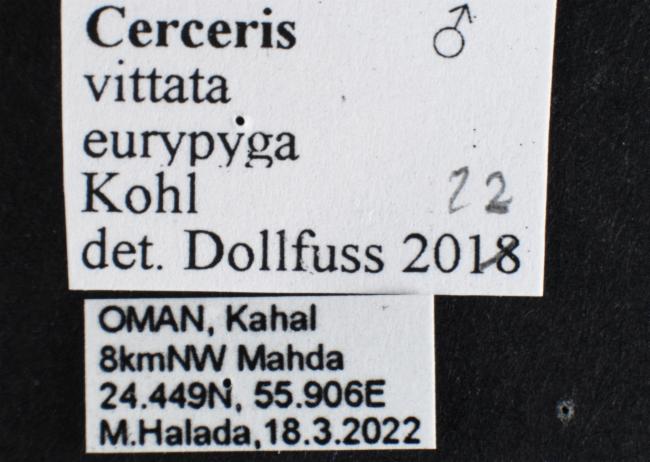 Cerceris ♂
vittata
eurypyga
Kohl 22
det. Dollfuss 2018
OMAN, Kahal
8kmNW Mahda
24.449N, 55.906E
M.Halada,18.3.2022